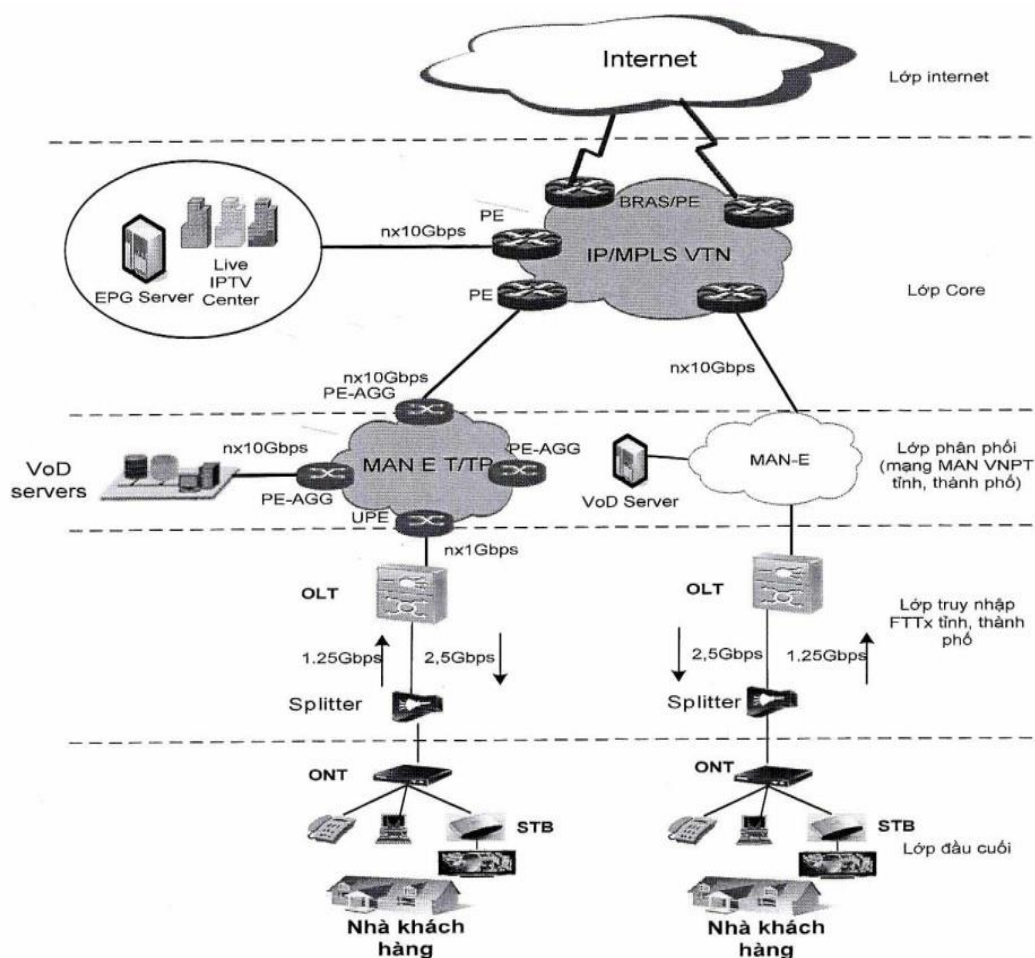 Internet
Lớp internet
BRAS/PE
PE
nx10Gbps
IP/MPLS VTN
Live
IPTV
Center
EPG Server
PE
Lớp Core
nx10Gbps
nx10Gbps
PE-AGG
nx10Gbps
PE-AGG
VoD
servers
MAN E T/TP
PE-AGG
UPE
VoD Server
MAN-E
Lớp phân phối
(mạng MAN VNPT
tỉnh, thành phố)
nx1Gbps
OLT
OLT
Lớp truy nhập
FTTx tỉnh, thành
phố
1.25Gbps
2,5Gbps
2,5Gbps
1,25Gbps
Splitter
Splitter
ONT
ONT
STB
STB
Lớp đầu cuối
Nhà khách
hàng
Nhà khách
hàng